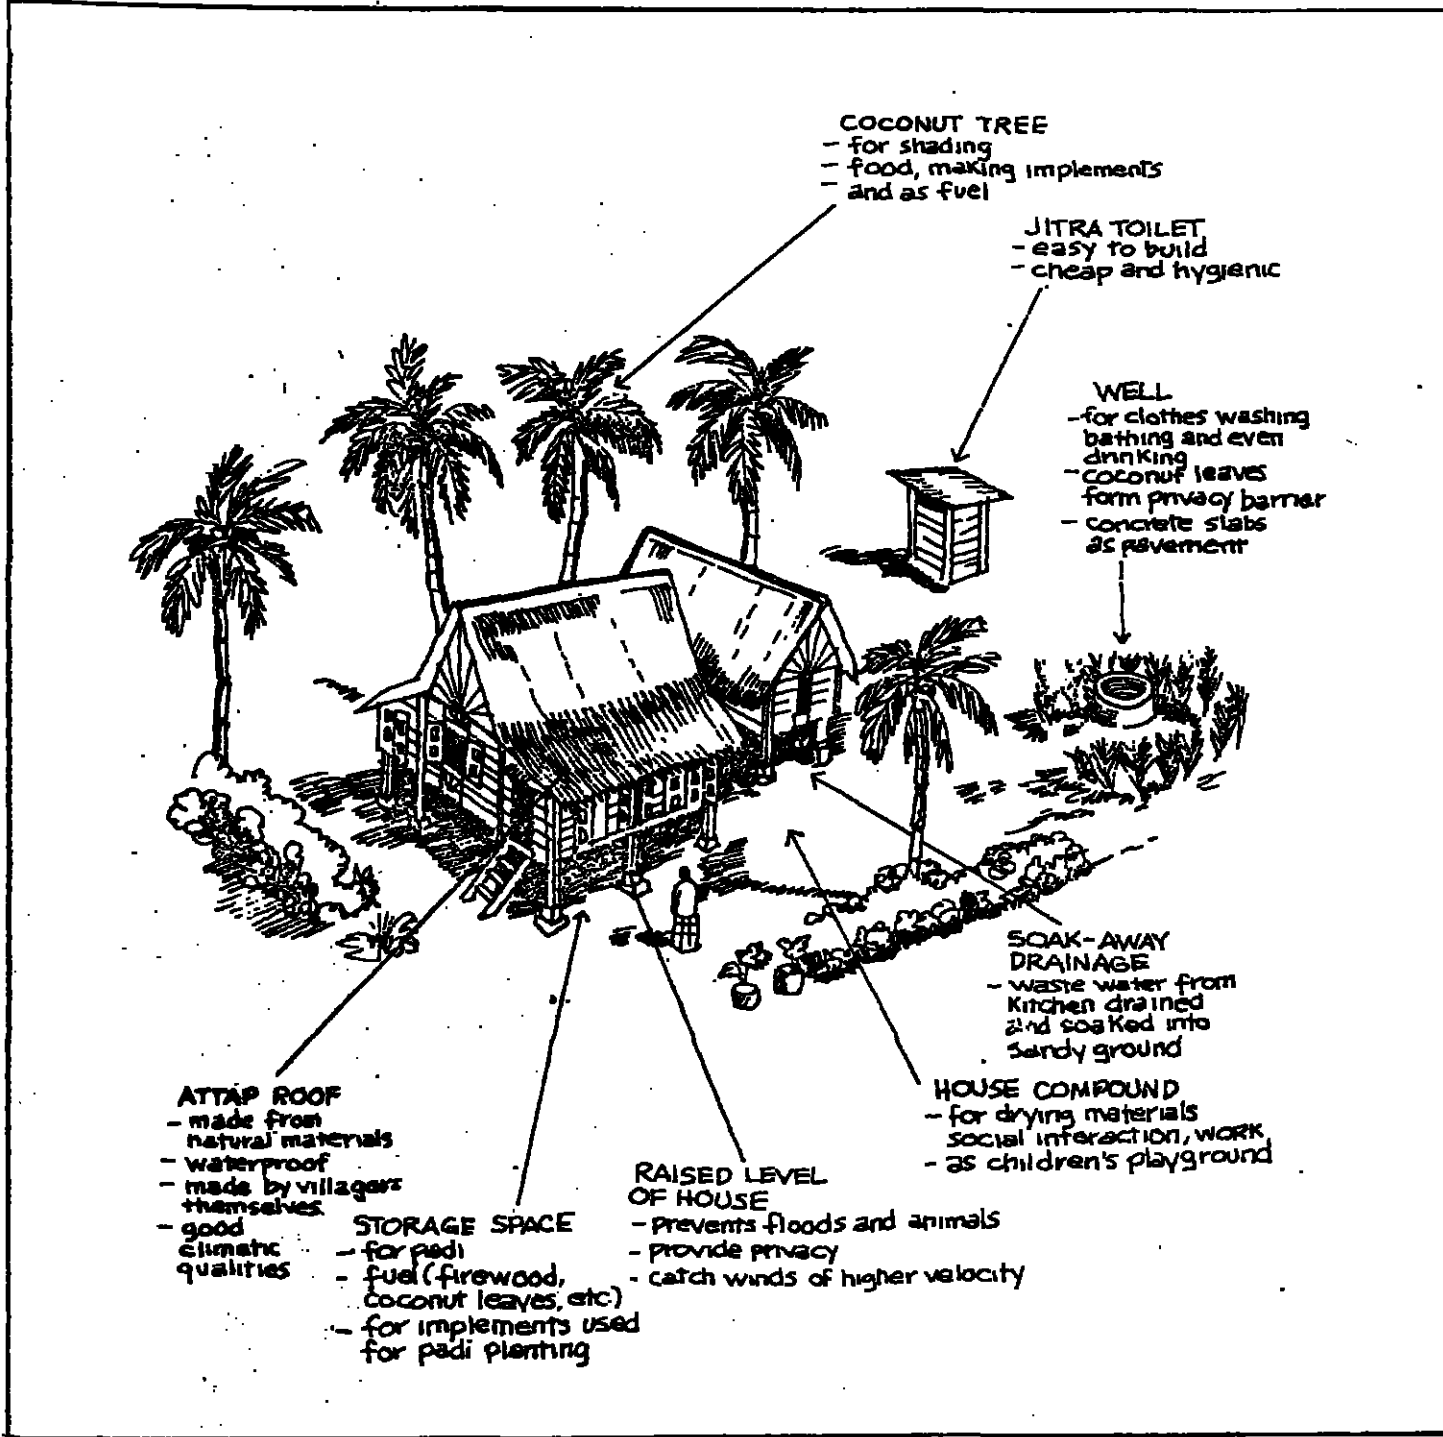 COCONUT TREE
- for shading
- food, making implements
- and as fuel
JITRA TOILET
- easy to build
- cheap and hygienic
WELL
- for clothes washing
bathing and even
drinking
- coconut leaves
form privacy barrier
- concrete slabs
as pavement
SOAK-AWAY
DRAINAGE
- waste water from
kitchen drained
and soaked into
sandy ground
HOUSE COMPOUND
- for drying materials
social interaction, work,
- as children's playground
RAISED LEVEL
OF HOUSE
- prevents floods and animals
- provide privacy
- catch winds of higher velocity
STORAGE SPACE
- for padi
- fuel (firewood,
coconut leaves, etc)
- for implements used
for padi planting
ATTAP ROOF
- made from
natural materials
- waterproof
- made by villagers
themselves.
- good
climatic
qualities